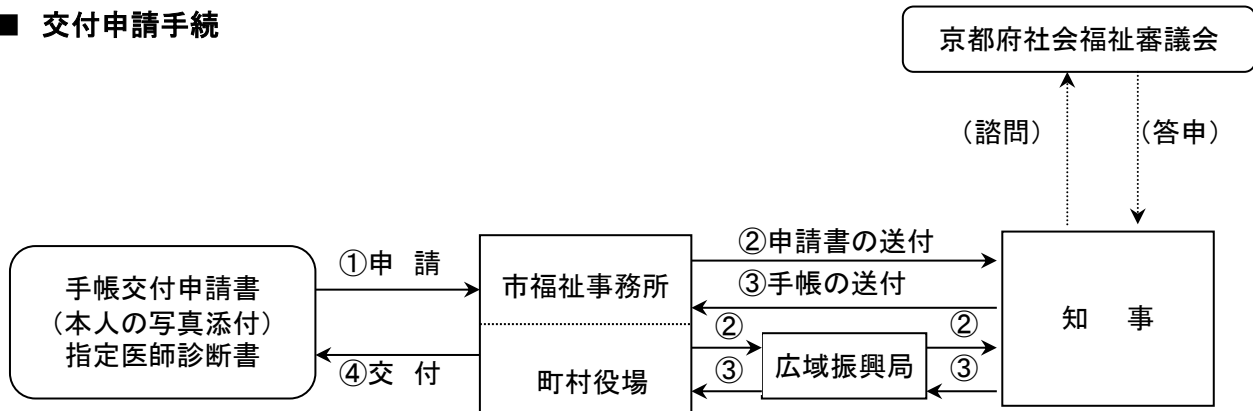 ■ 交付申請手続
京都府社会福祉審議会
（諮問）
（答申）
手帳交付申請書
（本人の写真添付）
指定医師診断書
①申　請
④交　付
市福祉事務所
町村役場
②申請書の送付
③手帳の送付
②
③
広域振興局
②
③
知　事